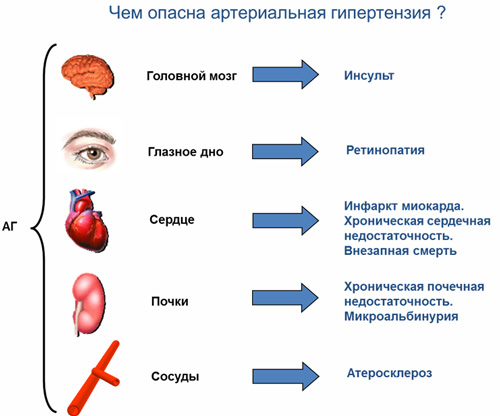 Чем опасна артериальная гипертензия ?
АГ
Головной мозг
Инсульт
Глазное дно
Ретинопатия
Сердце
Инфаркт миокарда.
Хроническая сердечная
недостаточность.
Внезапная смерть
Почки
Хроническая почечная
недостаточность.
Микроальбинурия
Сосуды
Атеросклероз